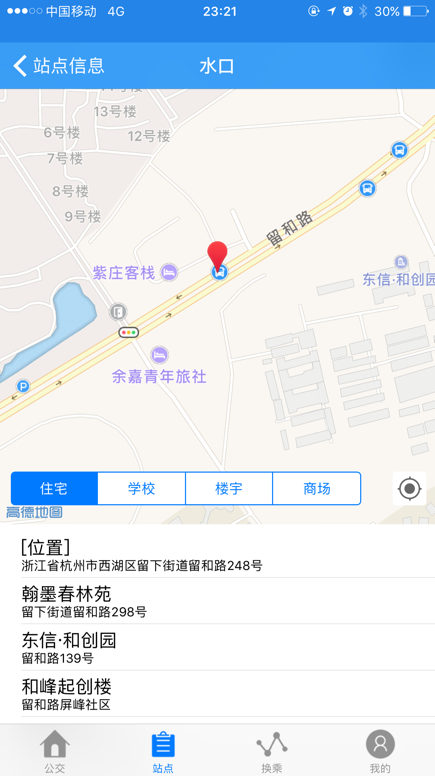 中国移动 4G 23:21 30%
站点信息 水口
13号楼
6号楼 12号楼
7号楼
8号楼
9号楼
留和路
紫庄客栈
东信·和创园
余嘉青年旅社
P
住宅 学校 楼宇 商场
高德地图
[位置]
浙江省杭州市西湖区留下街道留和路248号
翰墨春林苑
留下街道留和路298号
东信·和创园
留和路139号
和峰起创楼
留和路屏峰社区
公交 站点 换乘 我的